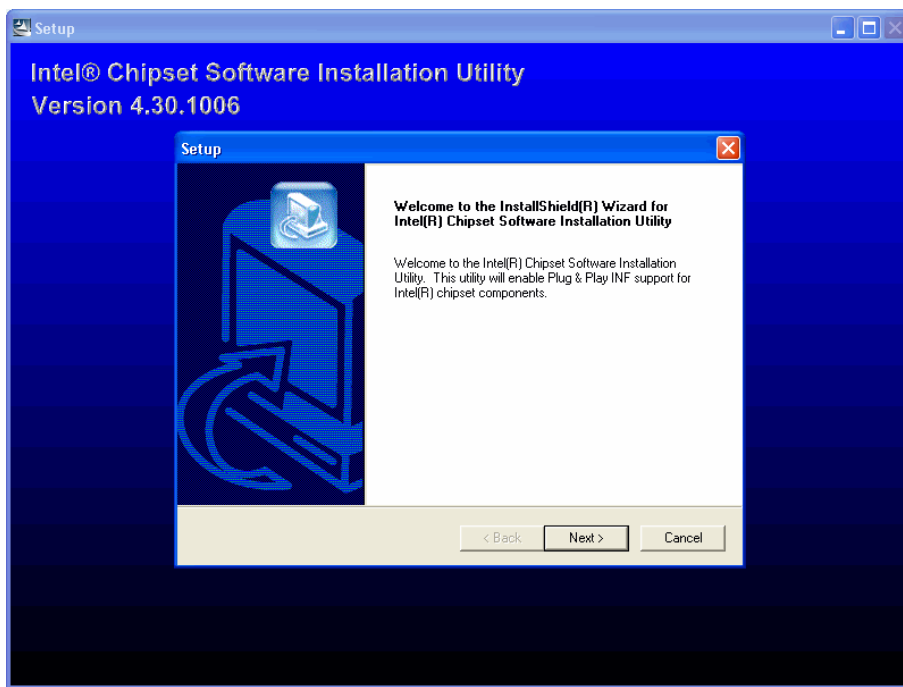 Setup
Intel® Chipset Software Installation Utility
Version 4.30.1006
Setup
Welcome to the InstallShield(R) Wizard for
Intel(R) Chipset Software Installation Utility
Welcome to the Intel(R) Chipset Software Installation
Utility. This utility will enable Plug & Play INF support for
Intel(R) chipset components.
< Back Next > Cancel